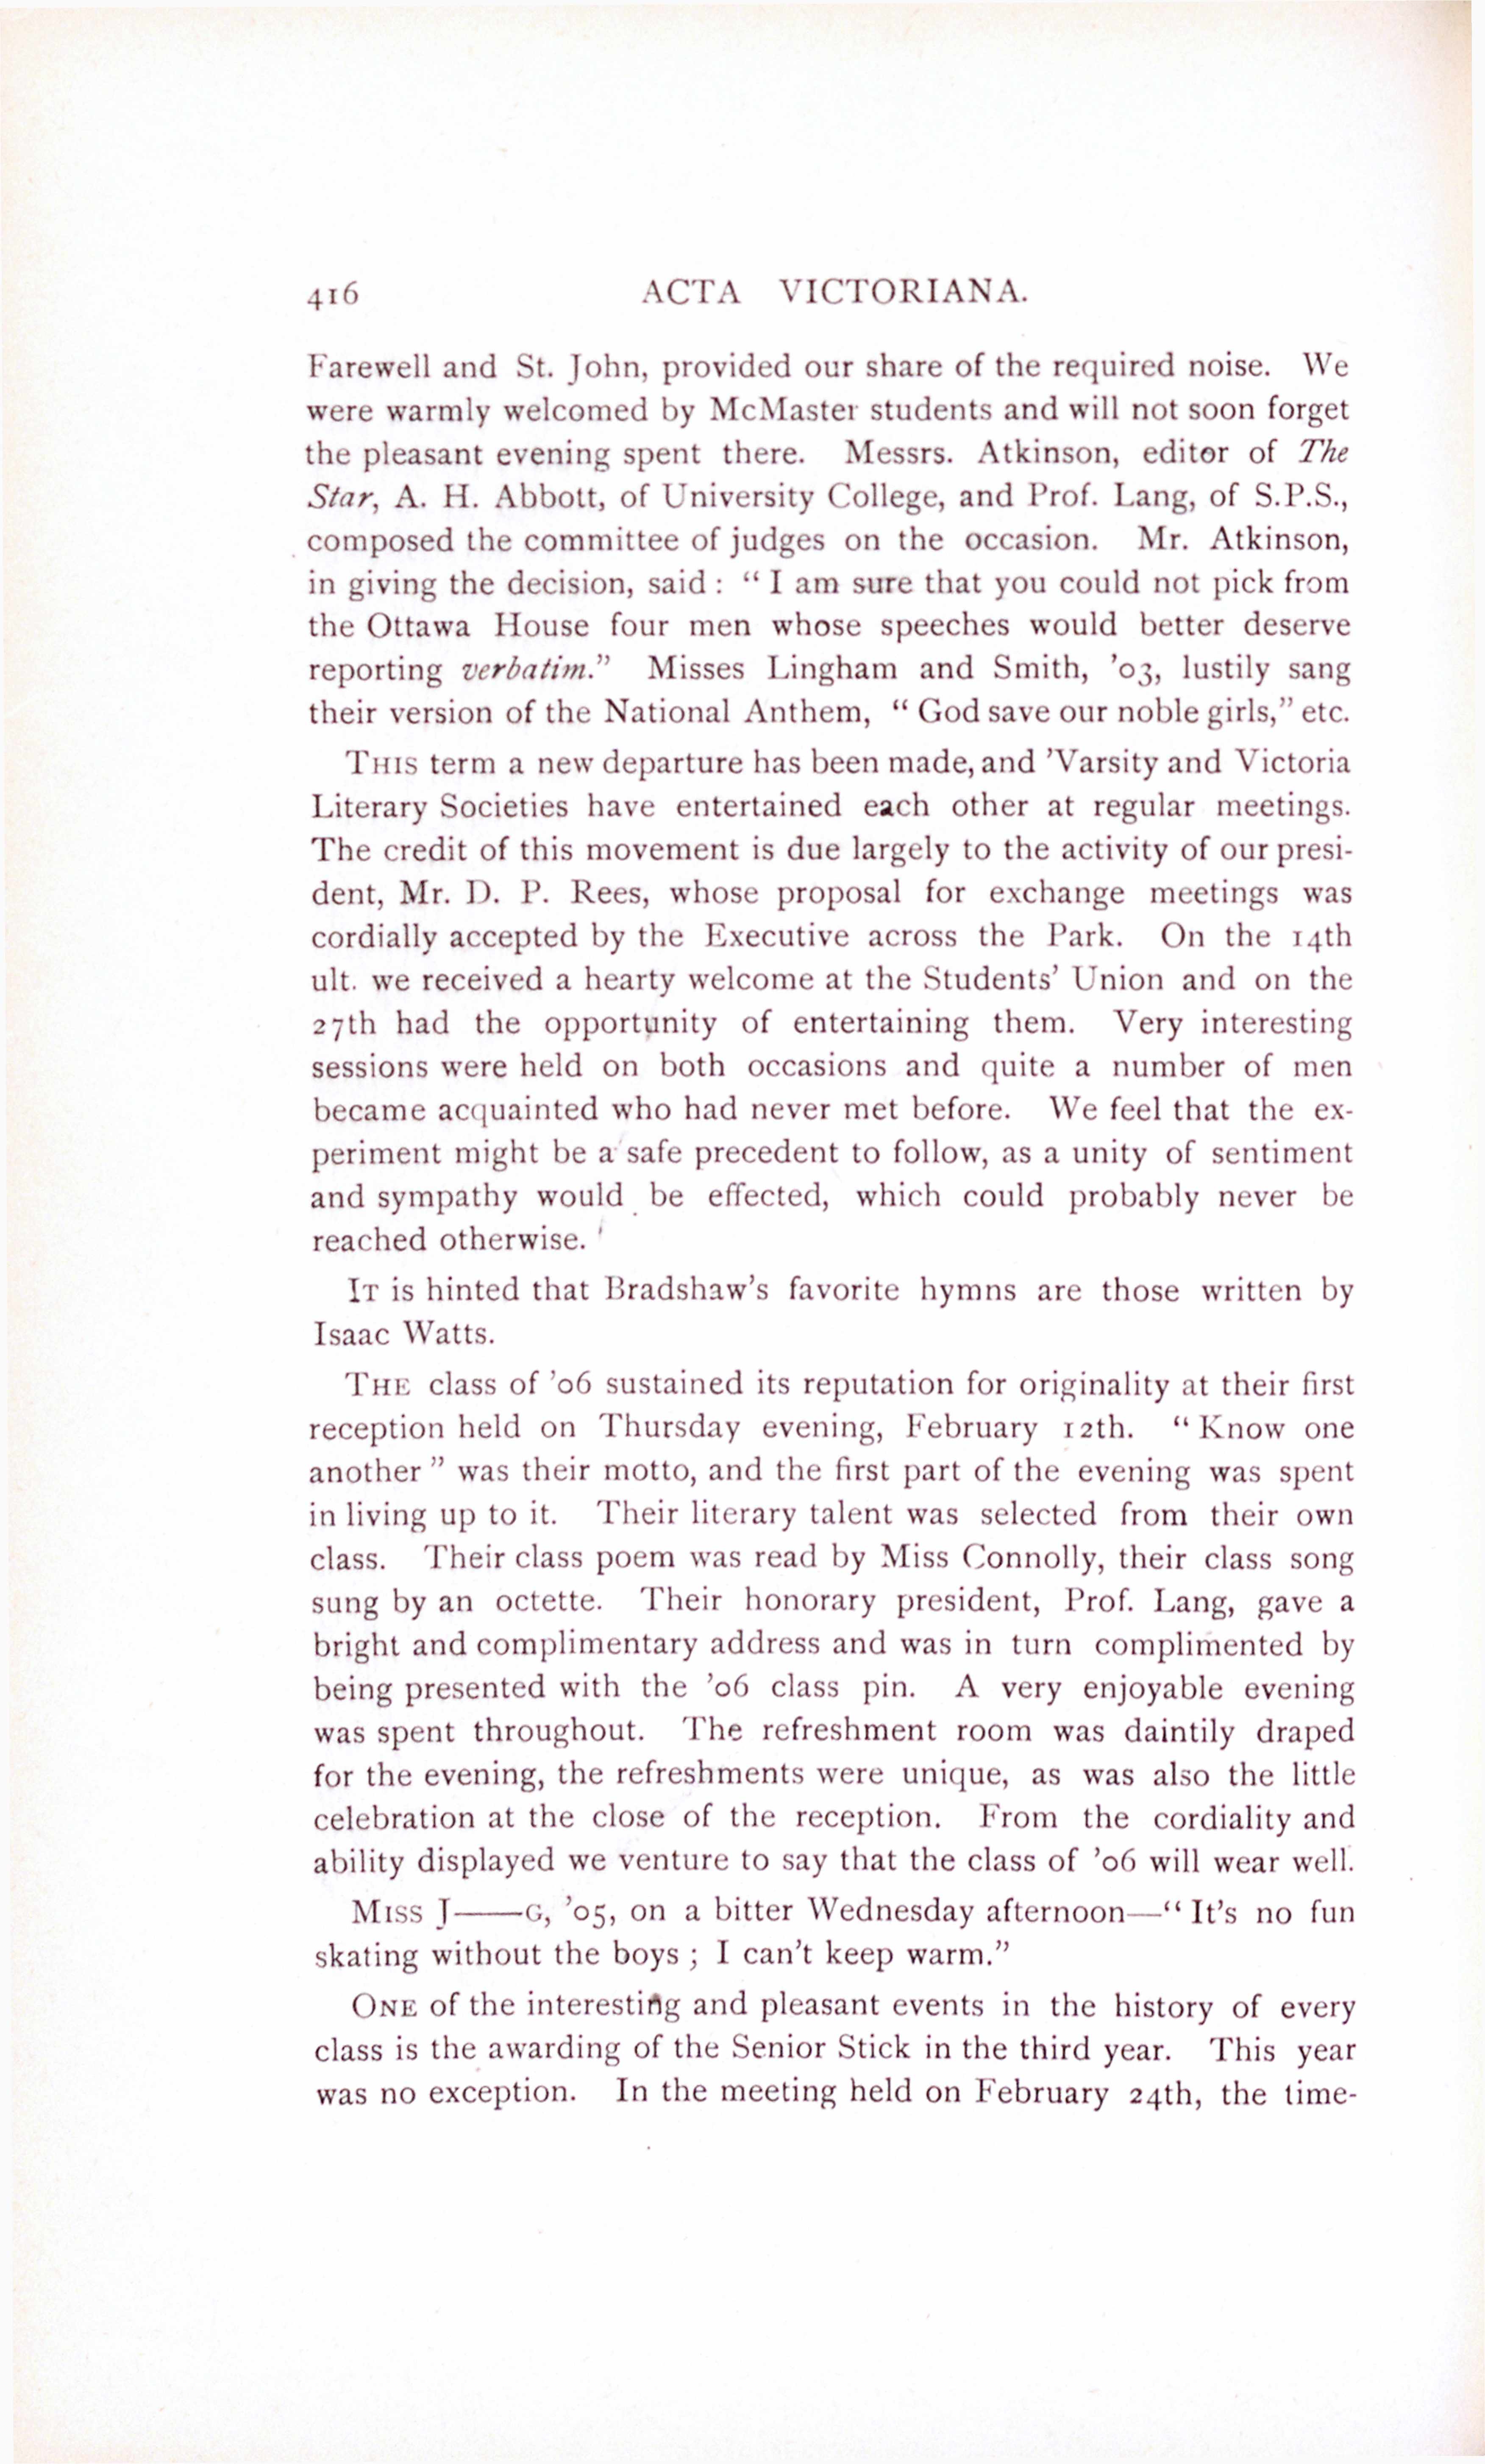 416 ACTA VICTORIANA.
Farewell and St. John, provided our share of the required noise. We
were warmly welcomed by McMaster students and will not soon forget
the pleasant evening spent there. Messrs. Atkinson, editor of The
Star, A. H. Abbott, of University College, and Prof. Lang, of S.P.S.,
composed the committee of judges on the occasion. Mr. Atkinson,
in giving the decision, said : “ I am sure that you could not pick from
the Ottawa House four men whose speeches would better deserve
reporting verbatim.” Misses Lingham and Smith, ’03, lustily sang
their version of the National Anthem, “ God save our noble girls,” etc.
THIS term a new departure has been made, and ’Varsity and Victoria
Literary Societies have entertained each other at regular meetings.
The credit of this movement is due largely to the activity of our presi-
dent, Mr. D. P. Rees, whose proposal for exchange meetings was
cordially accepted by the Executive across the Park. On the 14th
ult. we received a hearty welcome at the Students’ Union and on the
27th had the opportunity of entertaining them. Very interesting
sessions were held on both occasions and quite a number of men
became acquainted who had never met before. We feel that the ex-
periment might be a safe precedent to follow, as a unity of sentiment
and sympathy would be effected, which could probably never be
reached otherwise.
IT is hinted that Bradshaw’s favorite hymns are those written by
Isaac Watts.
THE class of ’06 sustained its reputation for originality at their first
reception held on Thursday evening, February 12th. “ Know one
another ” was their motto, and the first part of the evening was spent
in living up to it. Their literary talent was selected from their own
class. Their class poem was read by Miss Connolly, their class song
sung by an octette. Their honorary president, Prof. Lang, gave a
bright and complimentary address and was in turn complimented by
being presented with the ’06 class pin. A very enjoyable evening
was spent throughout. The refreshment room was daintily draped
for the evening, the refreshments were unique, as was also the little
celebration at the close of the reception. From the cordiality and
ability displayed we venture to say that the class of ’06 will wear well.
MISS J——G, ’05, on a bitter Wednesday afternoon—“ It's no fun
skating without the boys ; I can't keep warm.”
ONE of the interesting and pleasant events in the history of every
class is the awarding of the Senior Stick in the third year. This year
was no exception. In the meeting held on February 24th, the time-